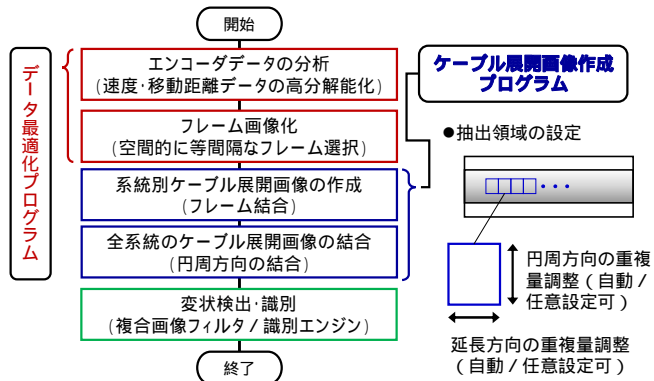 開始
データ最適化プログラム
エンコーダデータの分析
(速度･移動距離データの高分解能化)
フレーム画像化
(空間的に等間隔なフレーム選択)
系統別ケーブル展開画像の作成
(フレーム結合)
全系統のケーブル展開画像の結合
(円周方向の結合)
変状検出･識別
(複合画像フィルタ / 識別エンジン)
終了
ケーブル展開画像作成
プログラム
●抽出領域の設定
円周方向の重複
量調整（自動 /
任意設定可）
延長方向の重複量調整
（自動 / 任意設定可）